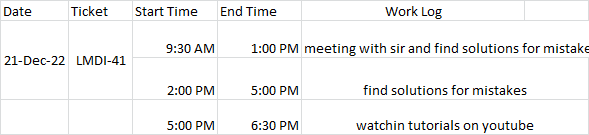 Date Ticket Start Time End Time Work Log
9:30 AM 1:00 PM meeting with sir and find solutions for mistake
21-Dec-22 LMDI-41
2:00 PM 5:00 PM find solutions for mistakes
5:00 PM 6:30 PM watchin tutorials on youtube